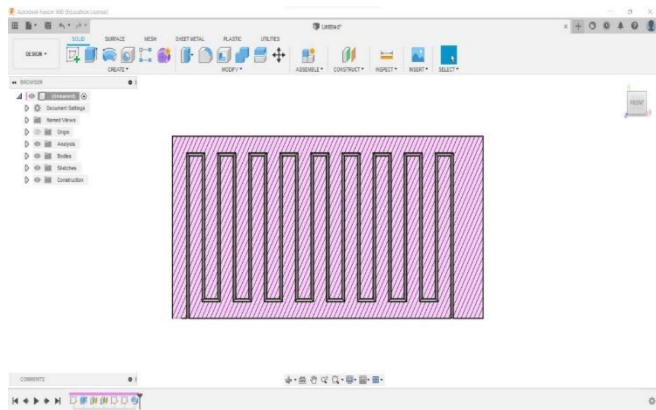 Autodesk Fusion 360 (Education License)
Untitled*
SOLID SURFACE MESH SHEET METAL PLASTIC UTILITIES
DESIGN
CREATE MODIFY ASSEMBLE CONSTRUCT INSPECT INSERT SELECT
BROWSER
(Unsaved)
Document Settings
Named Views
Origin
Analysis
Bodies
Sketches
Construction
FRONT
COMMENTS